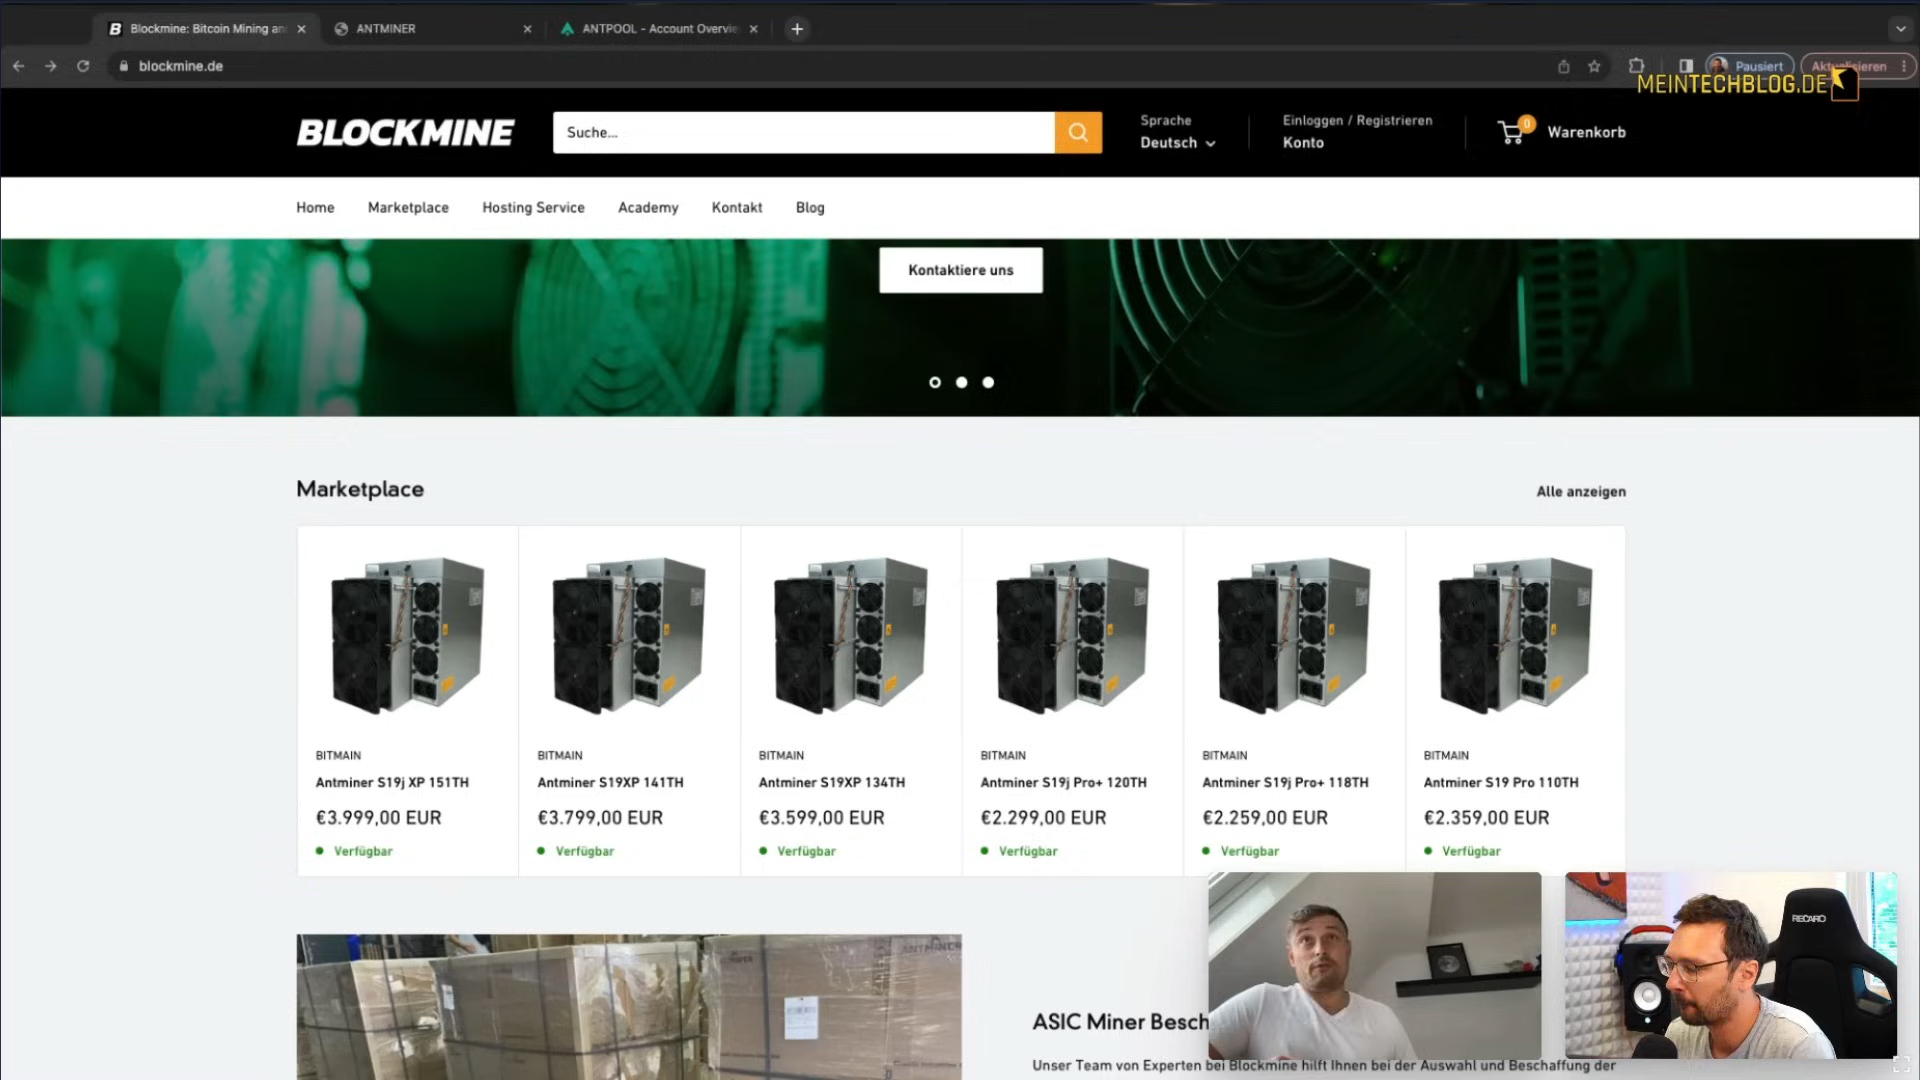 Blockmine: Bitcoin Mining an
ANTMINER
ANTPOOL - Account Overvie
blockmine.de
Pausiert
Aktualisieren
MEINTECHBLOG.DE
BLOCKMINE
Suche...
Sprache
Deutsch
Einloggen / Registrieren
Konto
0
Warenkorb
Home
Marketplace
Hosting Service
Academy
Kontakt
Blog
Kontaktiere uns
Marketplace
Alle anzeigen
BITMAIN
Antminer S19j XP 151TH
€3.999,00 EUR
Verfügbar
BITMAIN
Antminer S19XP 141TH
€3.799,00 EUR
Verfügbar
BITMAIN
Antminer S19XP 134TH
€3.599,00 EUR
Verfügbar
BITMAIN
Antminer S19j Pro+ 120TH
€2.299,00 EUR
Verfügbar
BITMAIN
Antminer S19j Pro+ 118TH
€2.259,00 EUR
Verfügbar
BITMAIN
Antminer S19 Pro 110TH
€2.359,00 EUR
Verfügbar
ANTMINER
RECARO
ASIC Miner Besch
Unser Team von Experten bei Blockmine hilft Ihnen bei der Auswahl und Beschaffung der